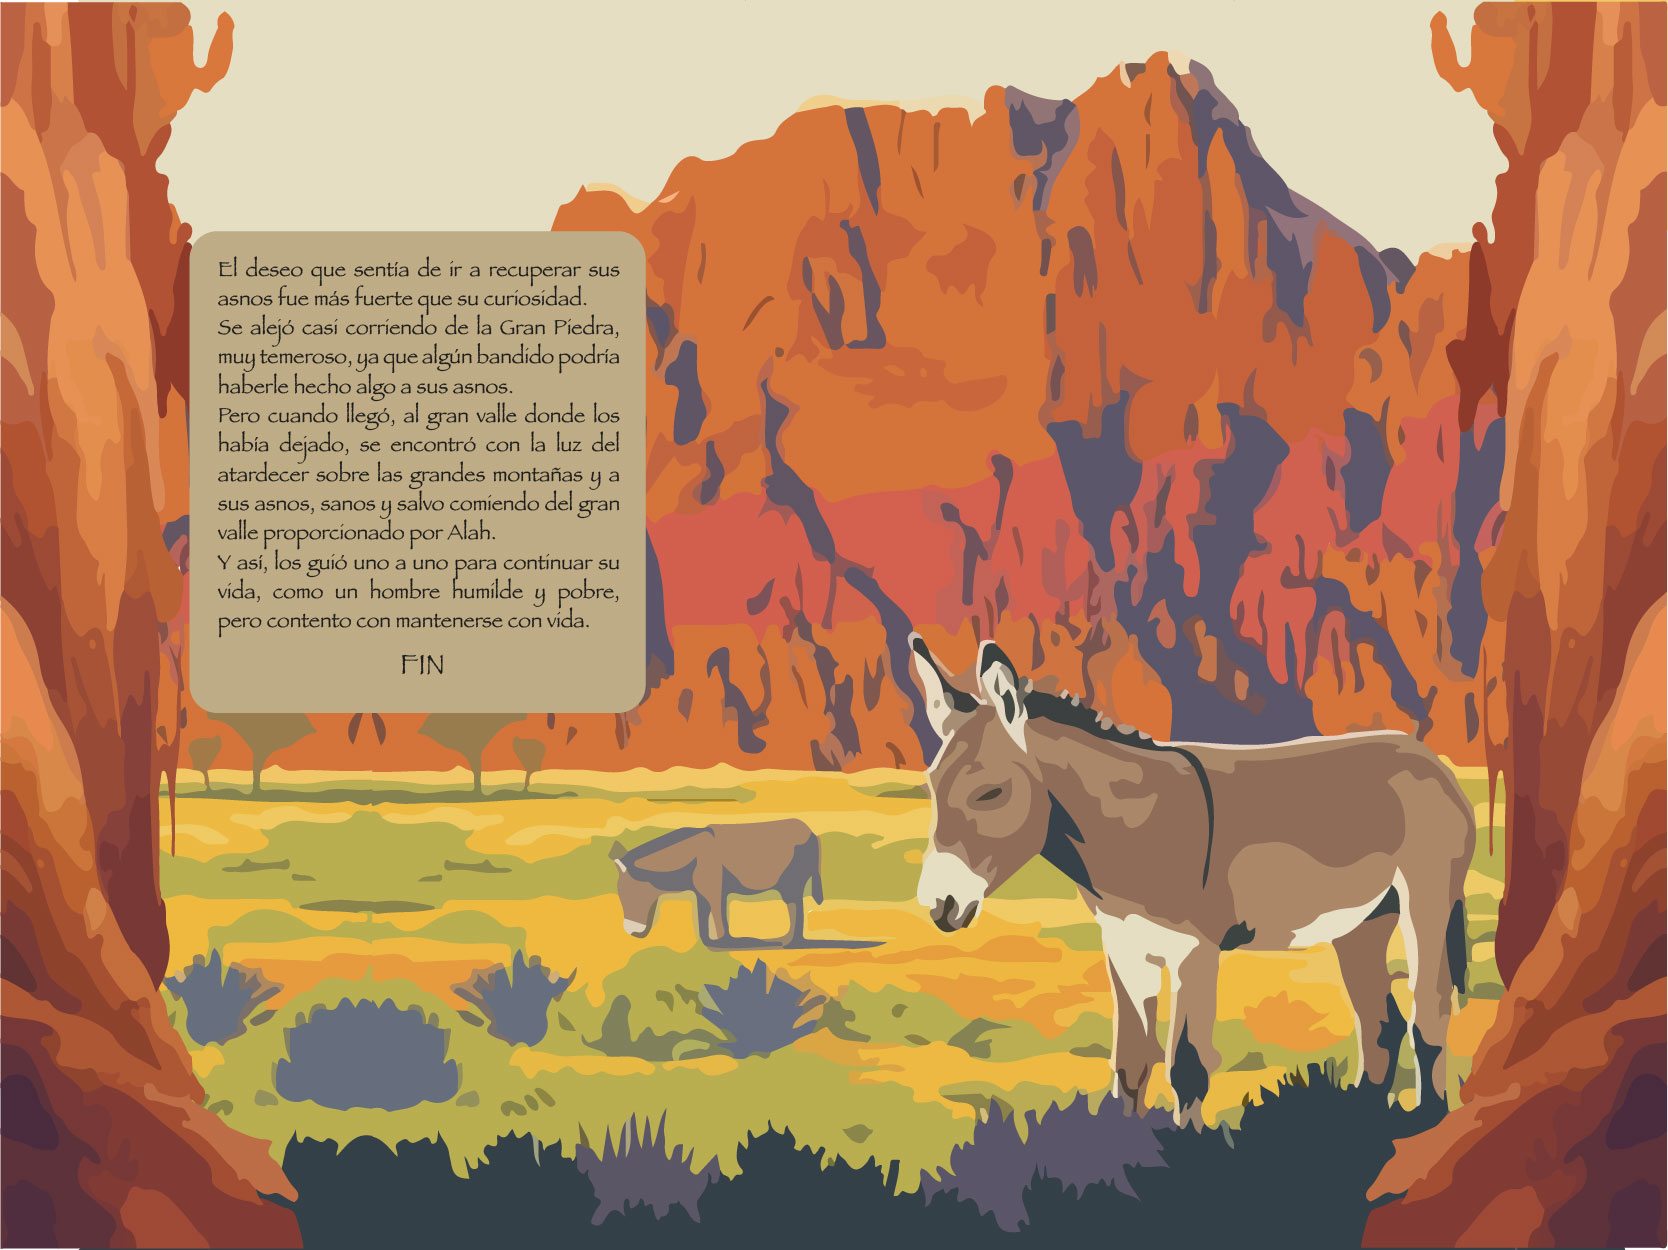 El deseo que sentía de ir a recuperar sus
asnos fue más fuerte que su curiosidad.
Se alejó casi corriendo de la Gran Piedra,
muy temeroso, ya que algún bandido podría
haberle hecho algo a sus asnos.
Pero cuando llegó, al gran valle donde los
había dejado, se encontró con la luz del
atardecer sobre las grandes montañas y a
sus asnos, sanos y salvo comiendo del gran
valle proporcionado por Alah.
Y así, los guió uno a uno para continuar su
vida, como un hombre humilde y pobre,
pero contento con mantenerse con vida.
FIN